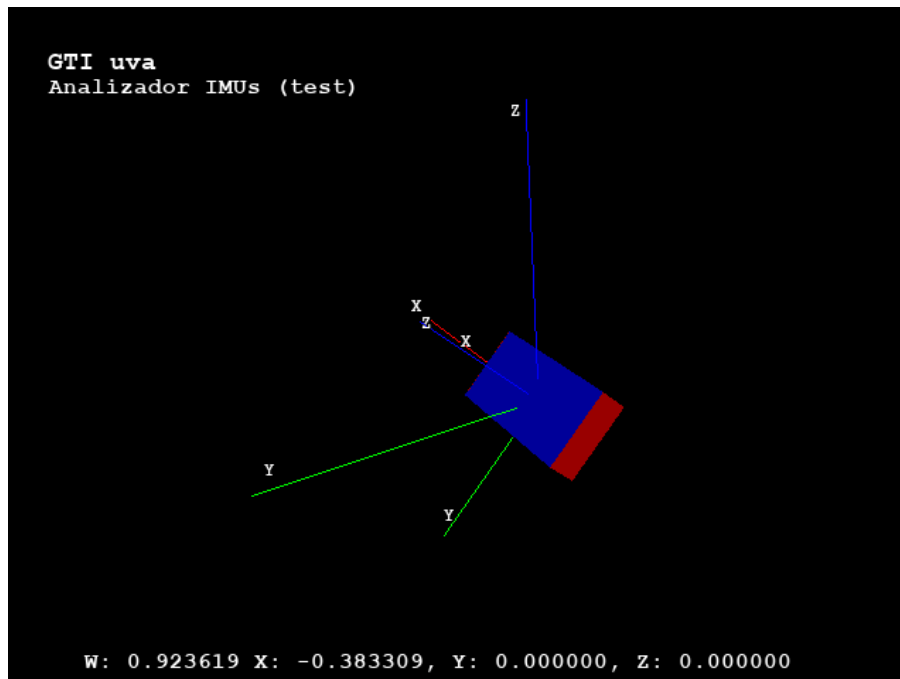 GTI uva
Analizador IMUs (test)
Z
X
Z
X
Y
Y
W: 0.923619 X: -0.383309, Y: 0.000000, Z: 0.000000